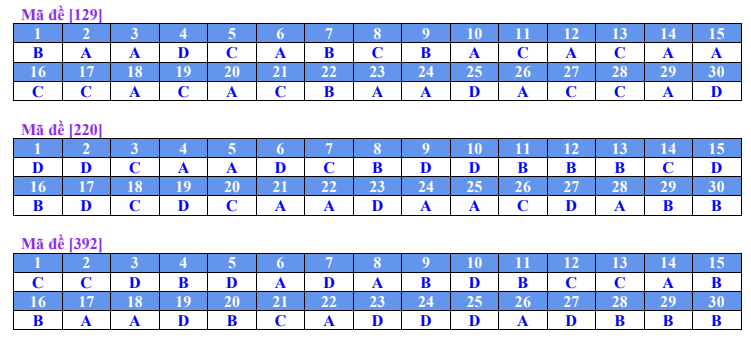 Mã đề [129]
1 2 3 4 5 6 7 8 9 10 11 12 13 14 15
B A A D C A B C B A C A C A A
16 17 18 19 20 21 22 23 24 25 26 27 28 29 30
C C A C A C B A A D A C C A D
Mã đề [220]
1 2 3 4 5 6 7 8 9 10 11 12 13 14 15
D D C A A D C B D D B B B C D
16 17 18 19 20 21 22 23 24 25 26 27 28 29 30
B D C D C A A D A A C D A B B
Mã đề [392]
1 2 3 4 5 6 7 8 9 10 11 12 13 14 15
C C D B D A D A B D B C C A B
16 17 18 19 20 21 22 23 24 25 26 27 28 29 30
B A A D B C A D D D A D B B B